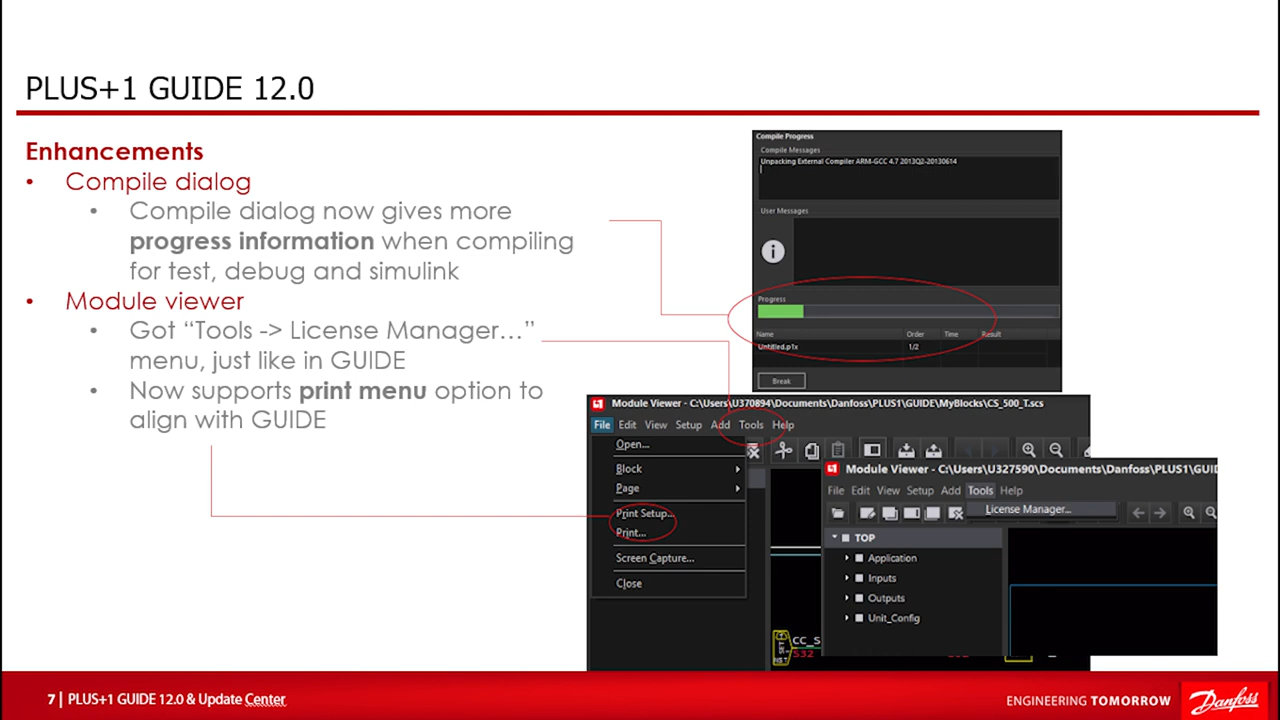 PLUS+1 GUIDE 12.0
Enhancements
• Compile dialog
• Compile dialog now gives more
progress information when compiling
for test, debug and simulink
• Module viewer
• Got “Tools -> License Manager...”
menu, just like in GUIDE
• Now supports print menu option to
align with GUIDE
Compile Progress
Compile Messages
Unpacking External Compiler ARM-GCC 4.7 2013Q2-20130614
User Messages
Progress
Name Order Time Result
Untitled.p1x 1/2
Break
Module Viewer - C:\Users\U370894\Documents\Danfoss\PLUS1\GUIDE\MyBlocks\CS_500_T.scs
File Edit View Setup Add Tools Help
Open...
Block
Page
Print Setup...
Print...
Screen Capture...
Close
Module Viewer - C:\Users\U327590\Documents\Danfoss\PLUS1\GUID
File Edit View Setup Add Tools Help
License Manager...
TOP
Application
Inputs
Outputs
Unit_Config
CC_S
532
7 | PLUS+1 GUIDE 12.0 & Update Center
ENGINEERING TOMORROW
Danfoss